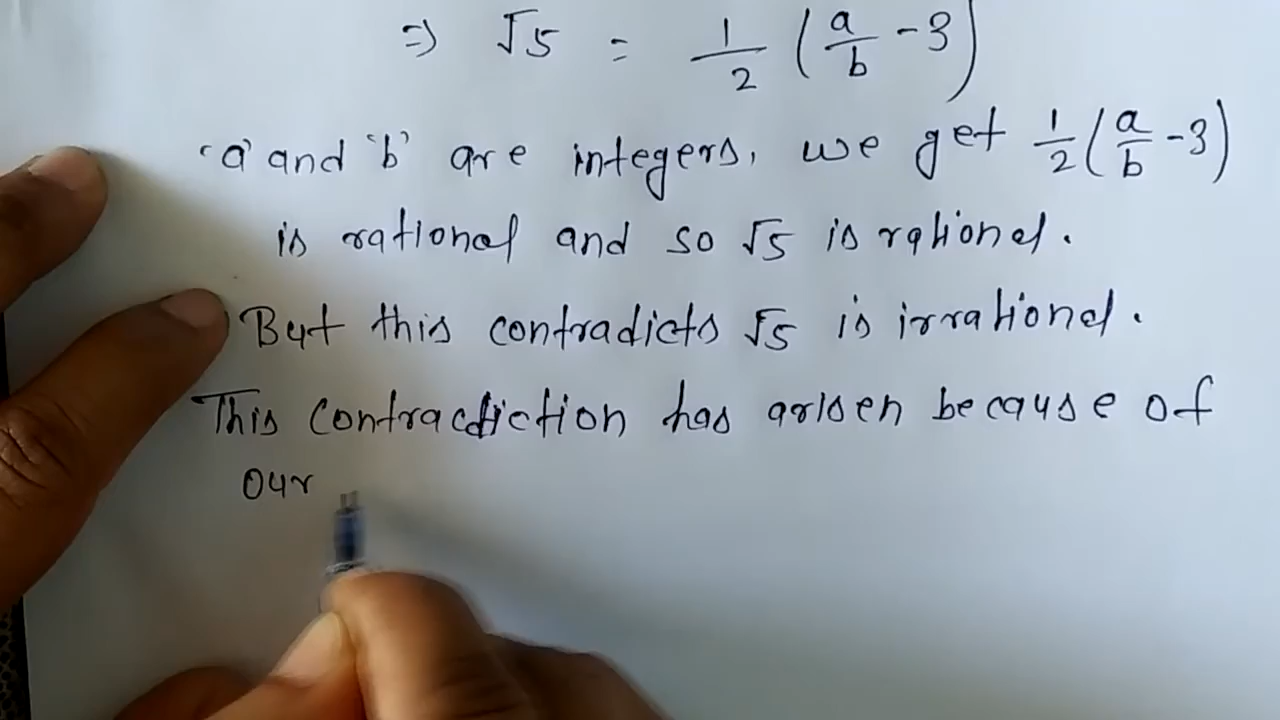 ⇒ √5 = 1/2 (a/b - 3)
'a' and 'b' are integers, we get 1/2 (a/b - 3)
is rational and so √5 is rational.
But this contradicts √5 is irrational.
This contradiction has arisen because of
our